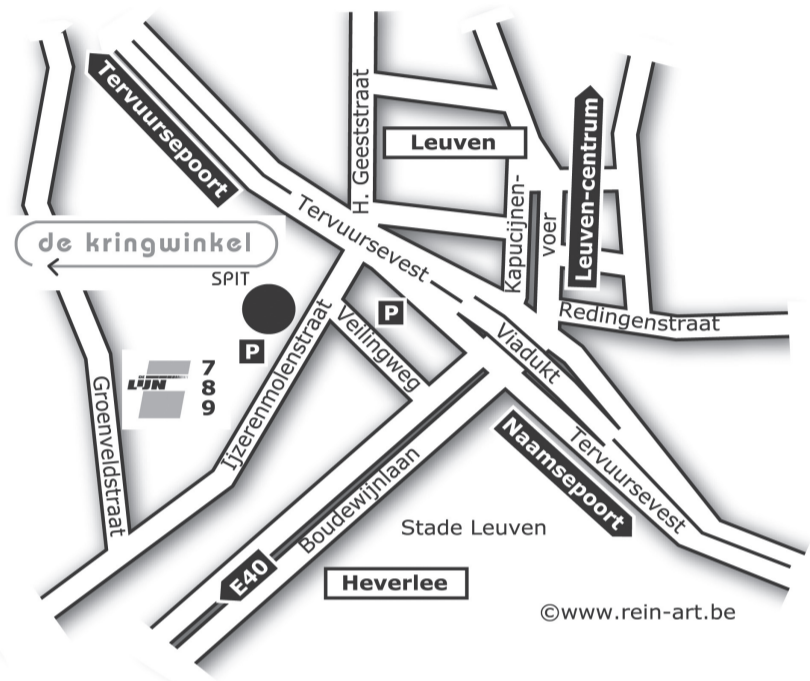 Tervuursepoort
H. Geeststraat
Leuven
Kapucijnen-
voer
Leuven-centrum
Tervuursevest
de kringwinkel
SPIT
P
P
Redingenstraat
Viadukt
Veilingweg
Ijzerenmolenstraat
LIJN
7
8
9
Groenveldstraat
Naamsepoort
Tervuursevest
Boudewijnlaan
Stade Leuven
E40
Heverlee
©www.rein-art.be